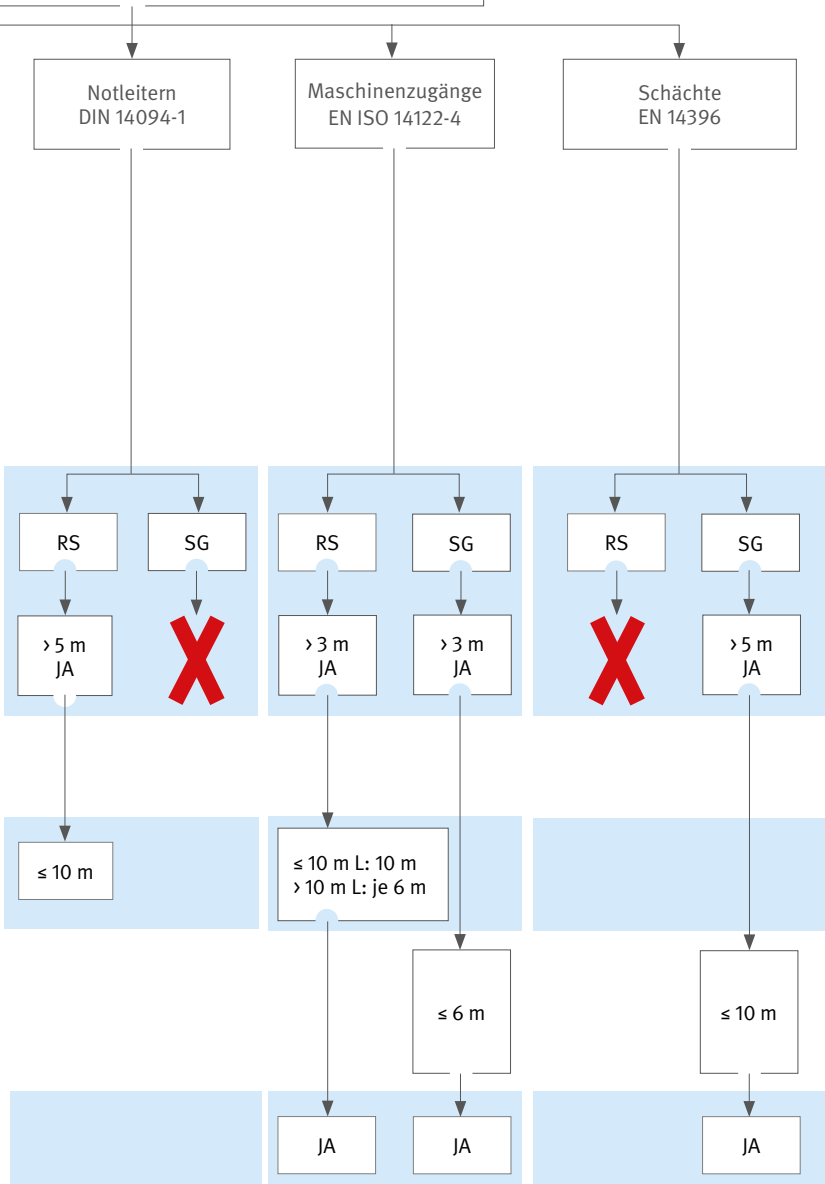 Notleitern
DIN 14094-1
Maschinenzugänge
EN ISO 14122-4
Schächte
EN 14396
RS
SG
RS
SG
RS
SG
> 5 m
JA
> 3 m
JA
> 3 m
JA
> 5 m
JA
≤ 10 m
≤ 10 m L: 10 m
> 10 m L: je 6 m
≤ 6 m
≤ 10 m
JA
JA
JA